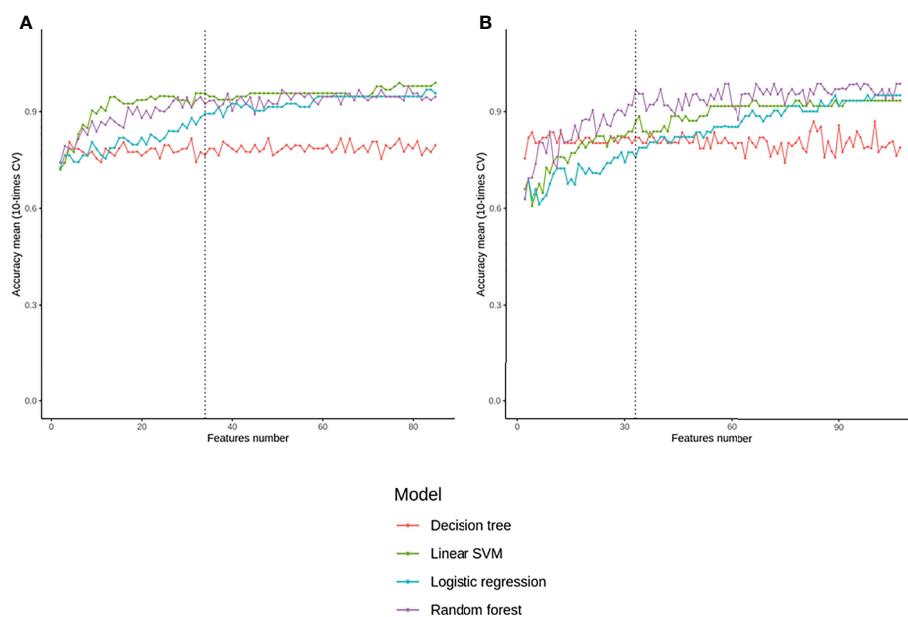 A
B
Accuracy mean (10-times CV)
0.9
0.6
0.3
0.0
0
20
40
60
80
Features number
Accuracy mean (10-times CV)
0.9
0.6
0.3
0.0
0
30
60
90
Features number
Model
Decision tree
Linear SVM
Logistic regression
Random forest